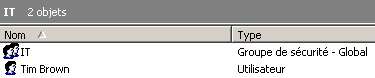 IT 2 objets
Nom Type
IT Groupe de sécurité - Global
Tim Brown Utilisateur